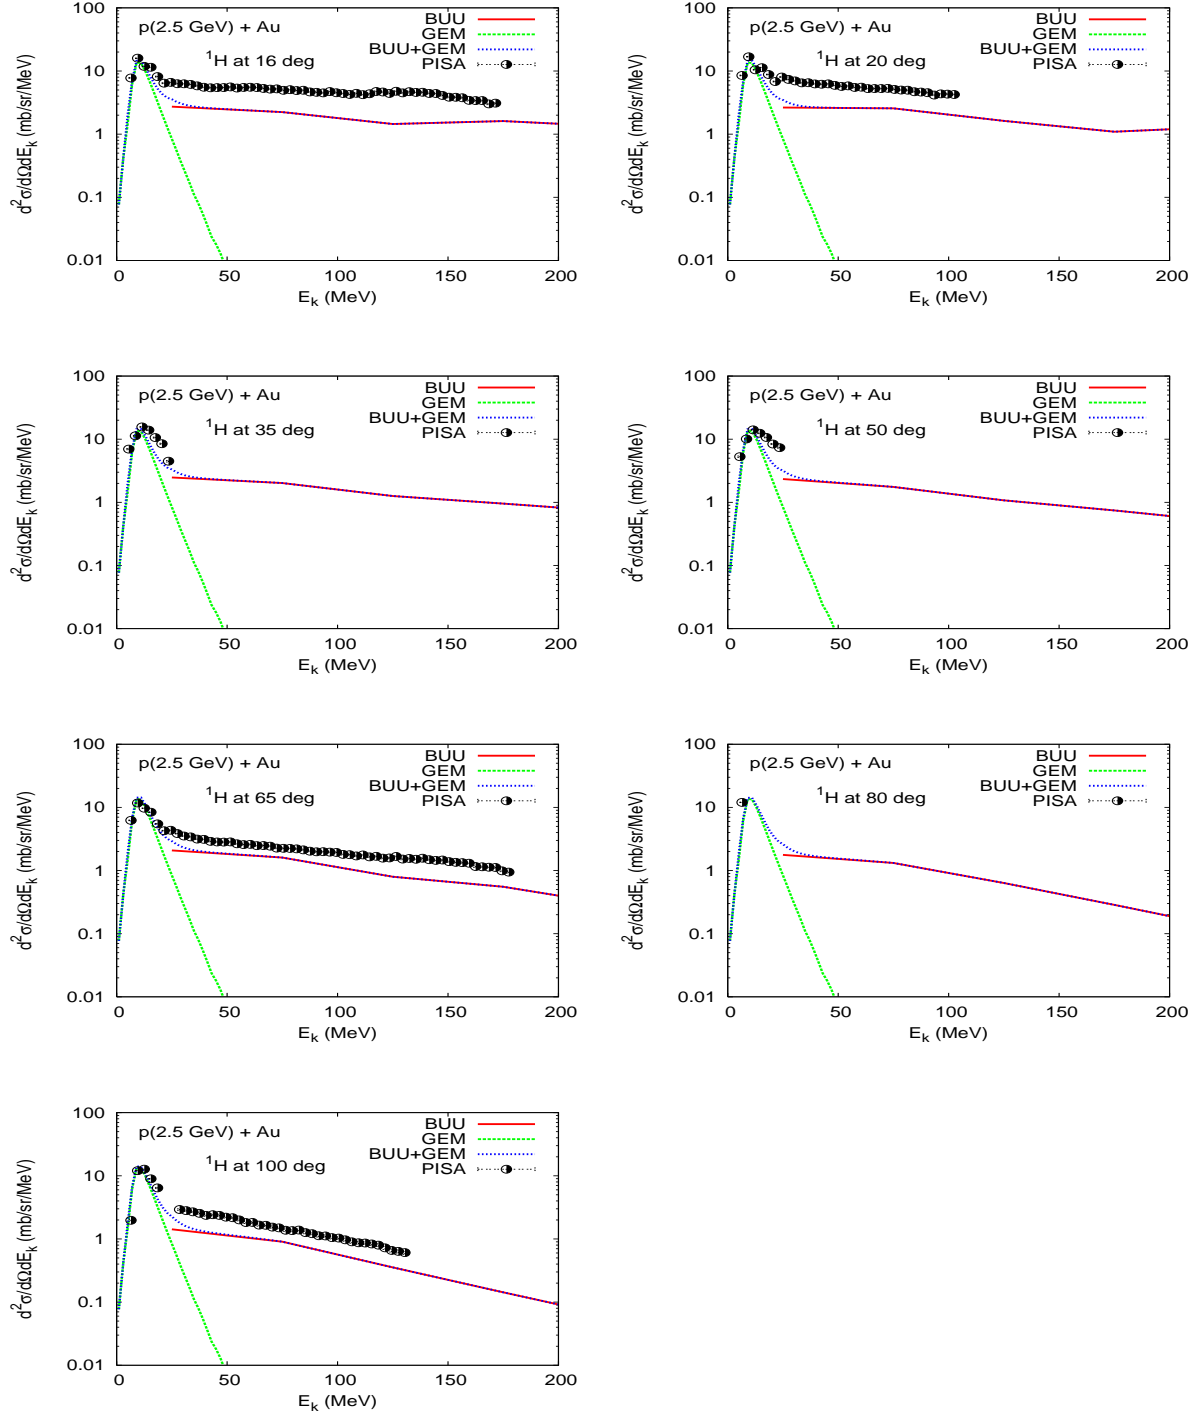 100
10
1
0.1
0.01
d²σ/dΩdEₖ (mb/sr/MeV)
p(2.5 GeV) + Au
¹H at 16 deg
BUU
GEM
BUU+GEM
PISA
0 50 100 150 200
Eₖ (MeV)
100
10
1
0.1
0.01
d²σ/dΩdEₖ (mb/sr/MeV)
p(2.5 GeV) + Au
¹H at 20 deg
BUU
GEM
BUU+GEM
PISA
0 50 100 150 200
Eₖ (MeV)
100
10
1
0.1
0.01
d²σ/dΩdEₖ (mb/sr/MeV)
p(2.5 GeV) + Au
¹H at 35 deg
BUU
GEM
BUU+GEM
PISA
0 50 100 150 200
Eₖ (MeV)
100
10
1
0.1
0.01
d²σ/dΩdEₖ (mb/sr/MeV)
p(2.5 GeV) + Au
¹H at 50 deg
BUU
GEM
BUU+GEM
PISA
0 50 100 150 200
Eₖ (MeV)
100
10
1
0.1
0.01
d²σ/dΩdEₖ (mb/sr/MeV)
p(2.5 GeV) + Au
¹H at 65 deg
BUU
GEM
BUU+GEM
PISA
0 50 100 150 200
Eₖ (MeV)
100
10
1
0.1
0.01
d²σ/dΩdEₖ (mb/sr/MeV)
p(2.5 GeV) + Au
¹H at 80 deg
BUU
GEM
BUU+GEM
PISA
0 50 100 150 200
Eₖ (MeV)
100
10
1
0.1
0.01
d²σ/dΩdEₖ (mb/sr/MeV)
p(2.5 GeV) + Au
¹H at 100 deg
BUU
GEM
BUU+GEM
PISA
0 50 100 150 200
Eₖ (MeV)